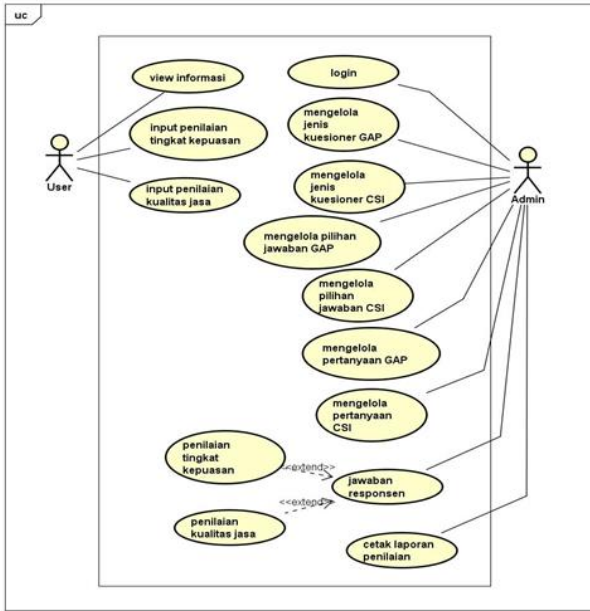 uc
view informasi
input penilaian
tingkat kepuasan
input penilaian
kualitas jasa
User
login
mengelola
jenis
kuesioner GAP
mengelola
jenis
kuesioner CSI
mengelola pilihan
jawaban GAP
mengelola
pilihan
jawaban CSI
mengelola
pertanyaan GAP
mengelola
pertanyaan
CSI
Admin
penilaian
tingkat
kepuasan
<<extend>>
jawaban
responsen
<<extend>>
penilaian
kualitas jasa
cetak laporan
penilaian